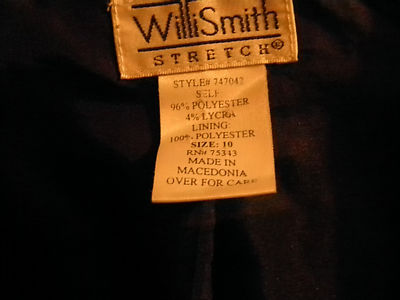 WilliSmith
STRETCH®
STYLE# 747042
SELF:
96% POLYESTER
4% LYCRA
LINING:
100% POLYESTER
SIZE: 10
RN# 75343
MADE IN
MACEDONIA
OVER FOR CARE